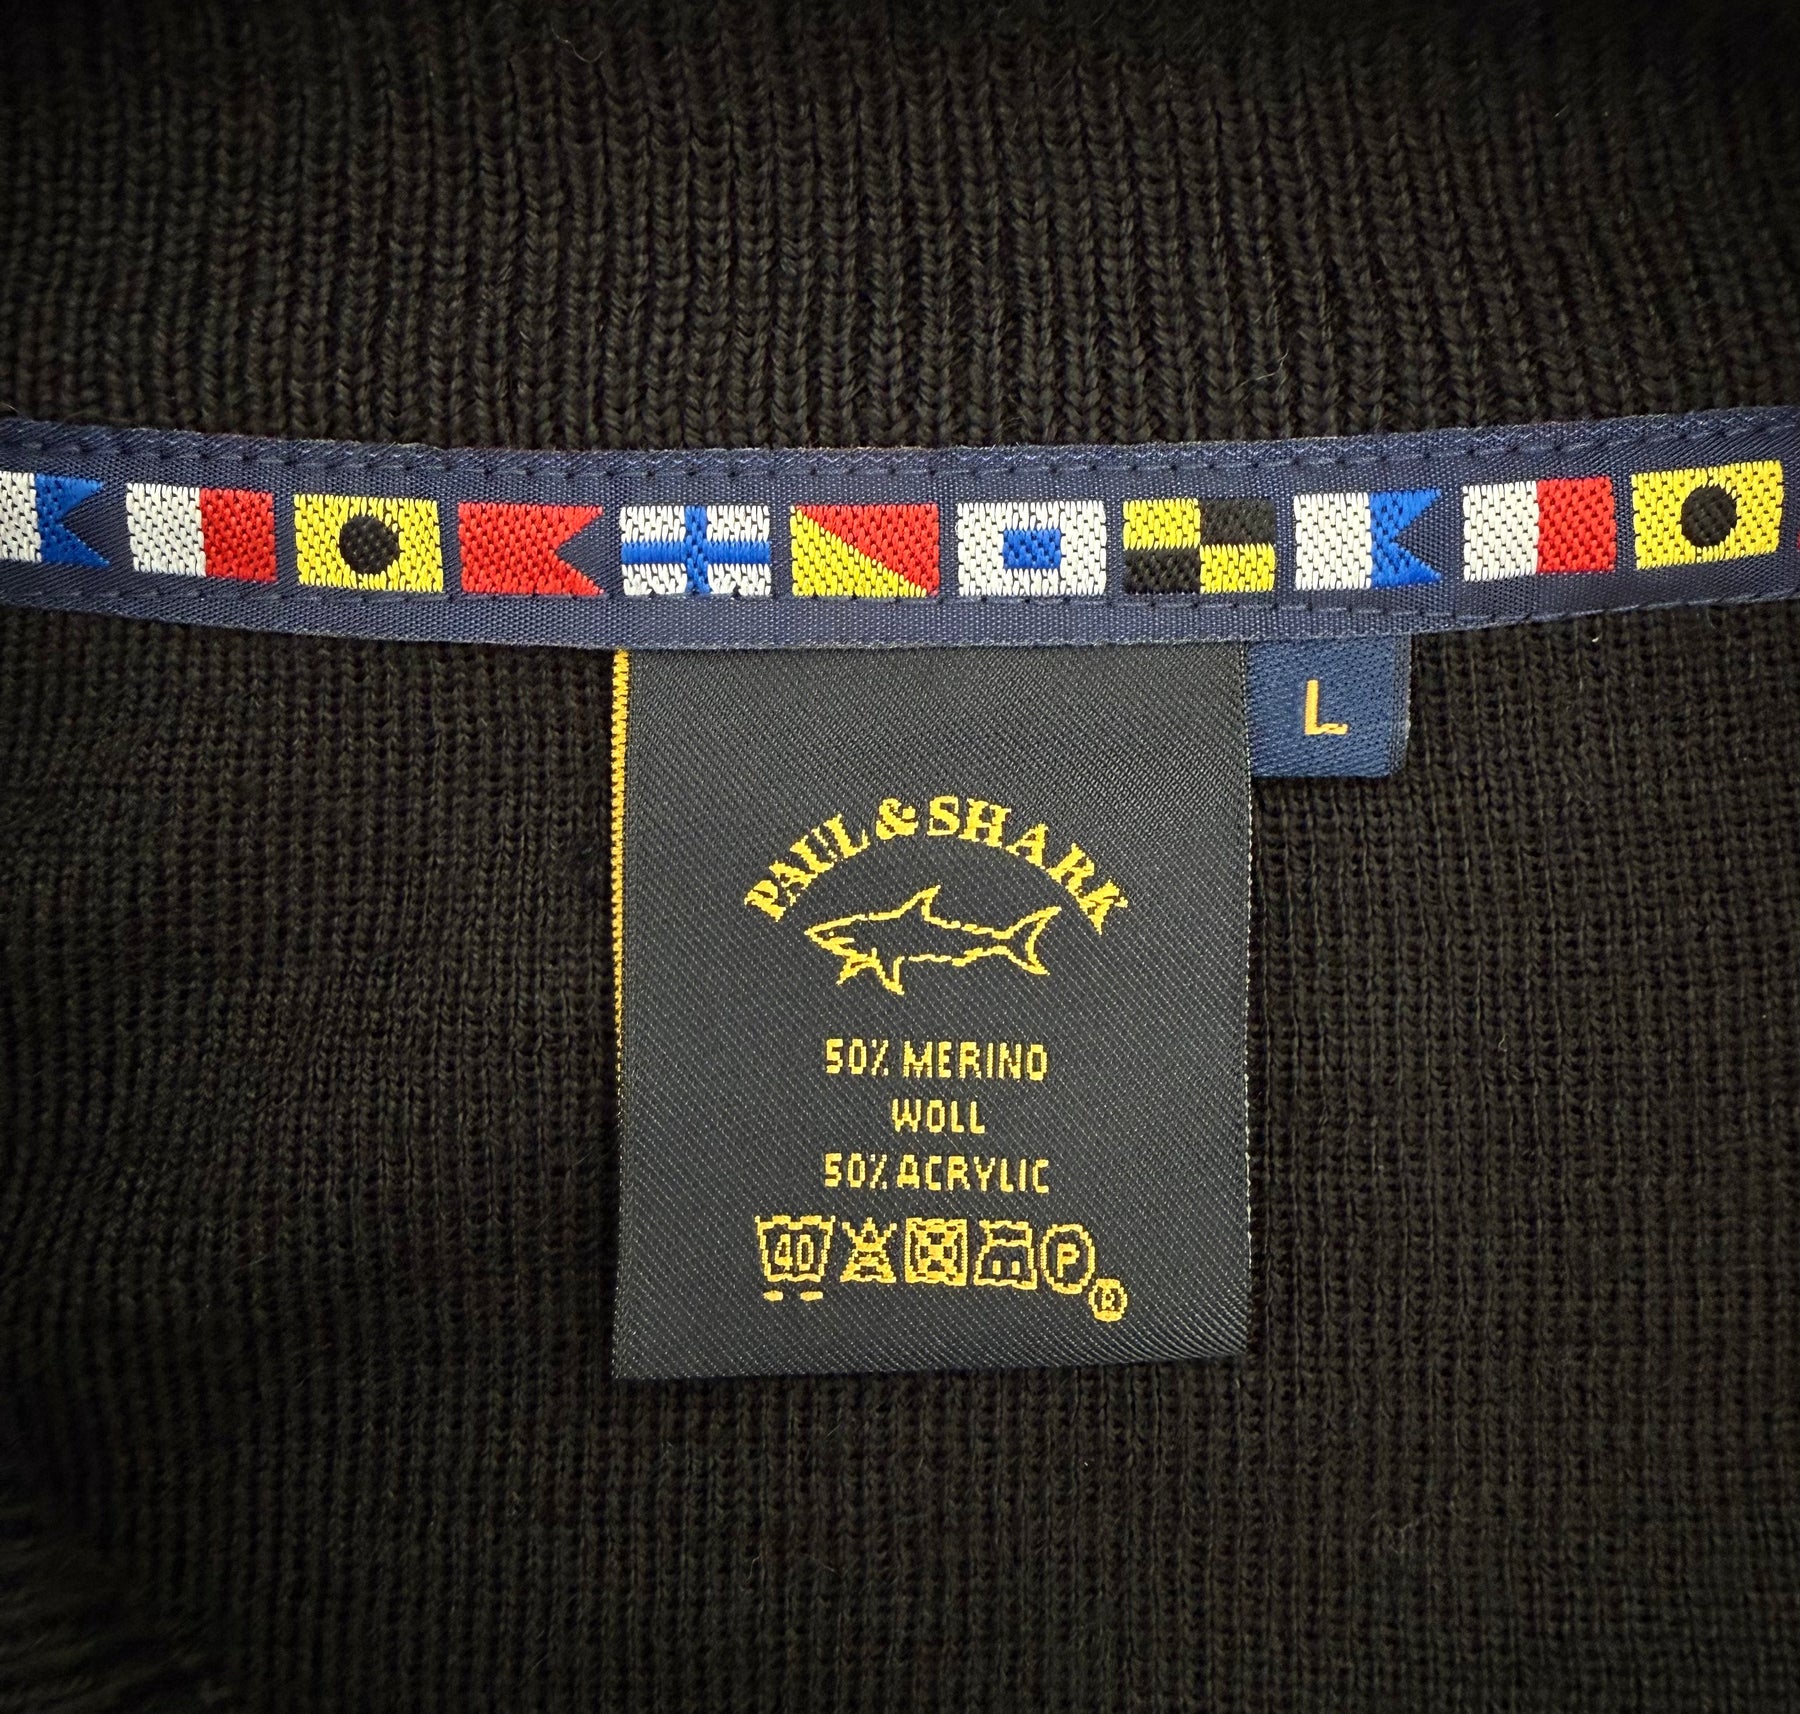 L
PAUL & SHARK
50% MERINO
WOLL
50% ACRYLIC
40 P
R